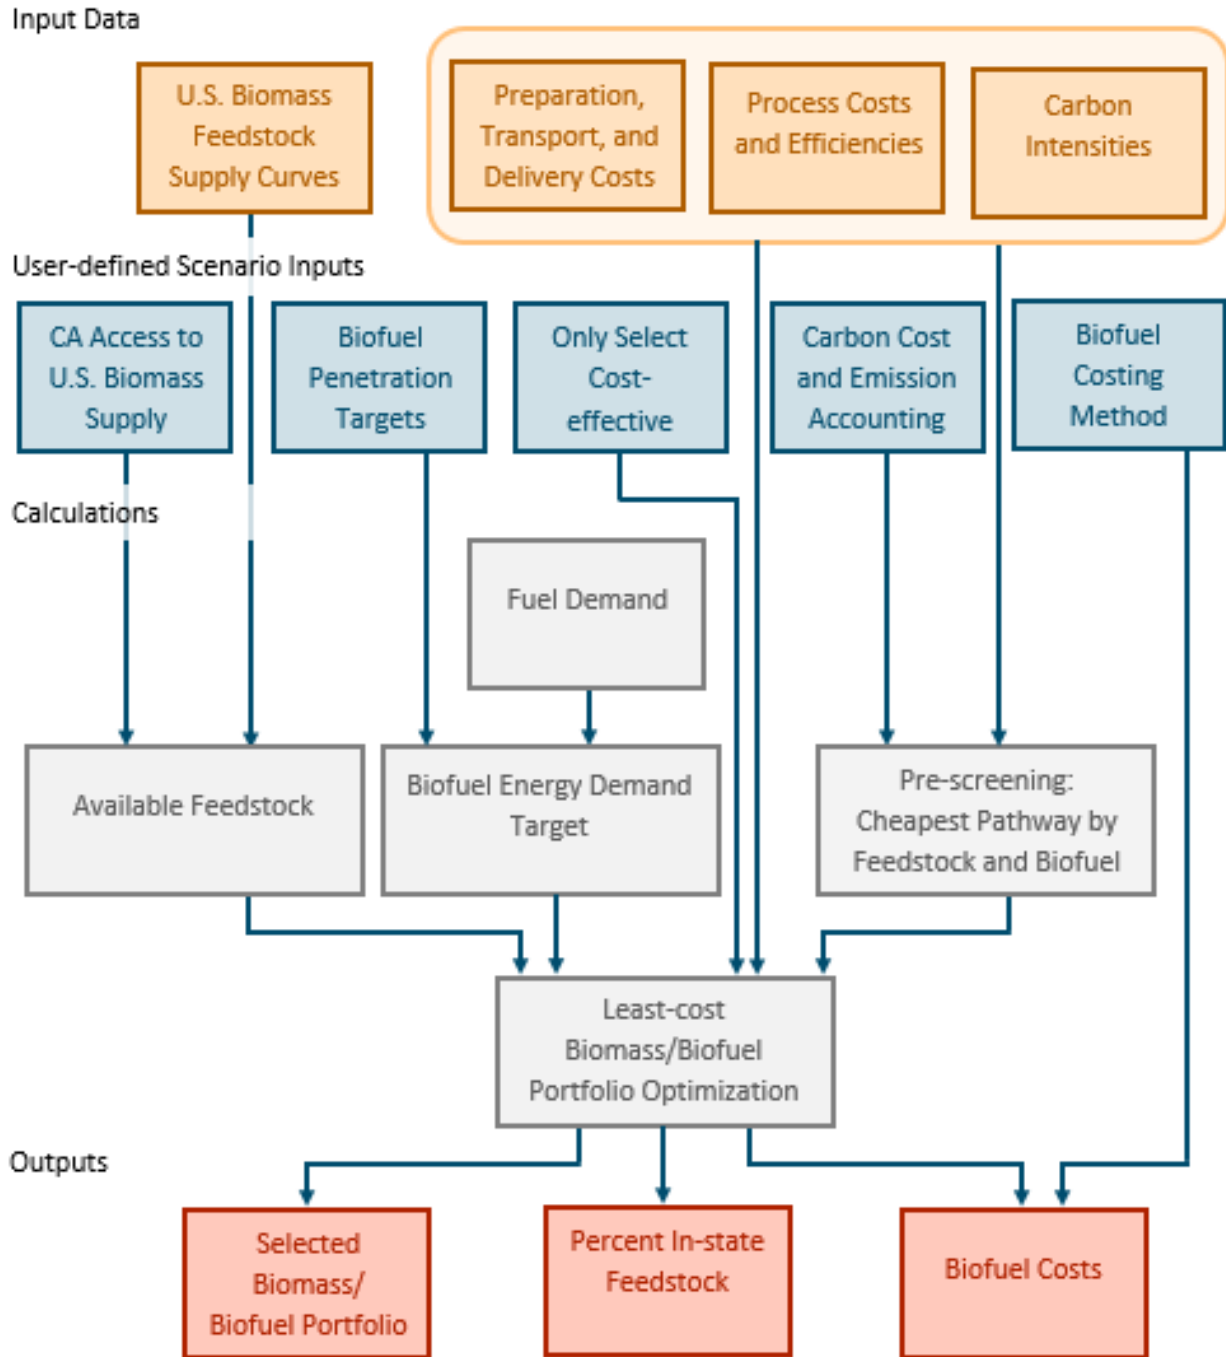 Input Data
U.S. Biomass
Feedstock
Supply Curves
Preparation,
Transport, and
Delivery Costs
Process Costs
and Efficiencies
Carbon
Intensities
User-defined Scenario Inputs
CA Access to
U.S. Biomass
Supply
Biofuel
Penetration
Targets
Only Select
Cost-
effective
Carbon Cost
and Emission
Accounting
Biofuel
Costing
Method
Calculations
Fuel Demand
Available Feedstock
Biofuel Energy Demand
Target
Pre-screening:
Cheapest Pathway by
Feedstock and Biofuel
Least-cost
Biomass/Biofuel
Portfolio Optimization
Outputs
Selected
Biomass/
Biofuel Portfolio
Percent In-state
Feedstock
Biofuel Costs